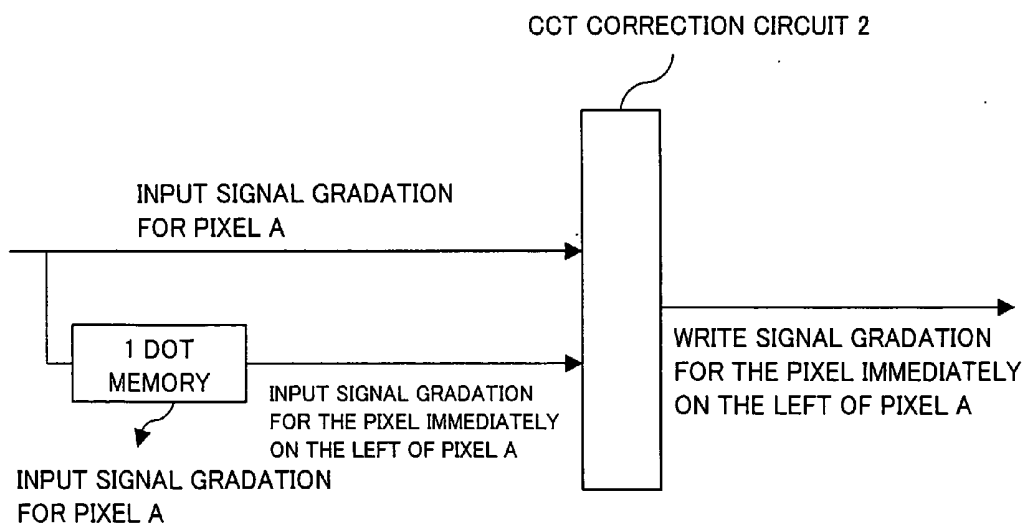 CCT CORRECTION CIRCUIT 2
INPUT SIGNAL GRADATION
FOR PIXEL A
1 DOT
MEMORY
INPUT SIGNAL GRADATION
FOR THE PIXEL IMMEDIATELY
ON THE LEFT OF PIXEL A
WRITE SIGNAL GRADATION
FOR THE PIXEL IMMEDIATELY
ON THE LEFT OF PIXEL A
INPUT SIGNAL GRADATION
FOR PIXEL A